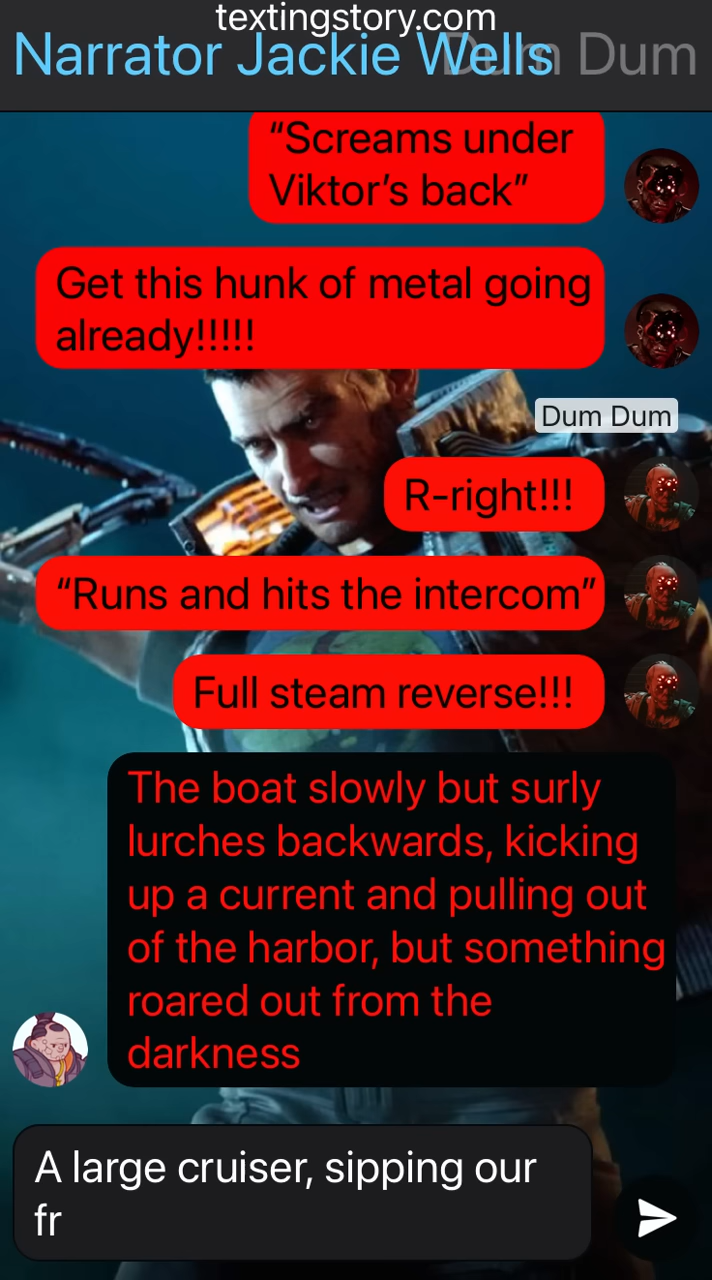 textingstory.com
Narrator Jackie Wells Dum Dum
“Screams under
Viktor’s back”
Get this hunk of metal going
already!!!!!
Dum Dum
R-right!!!
“Runs and hits the intercom”
Full steam reverse!!!
The boat slowly but surly
lurches backwards, kicking
up a current and pulling out
of the harbor, but something
roared out from the
darkness
A large cruiser, sipping our
fr